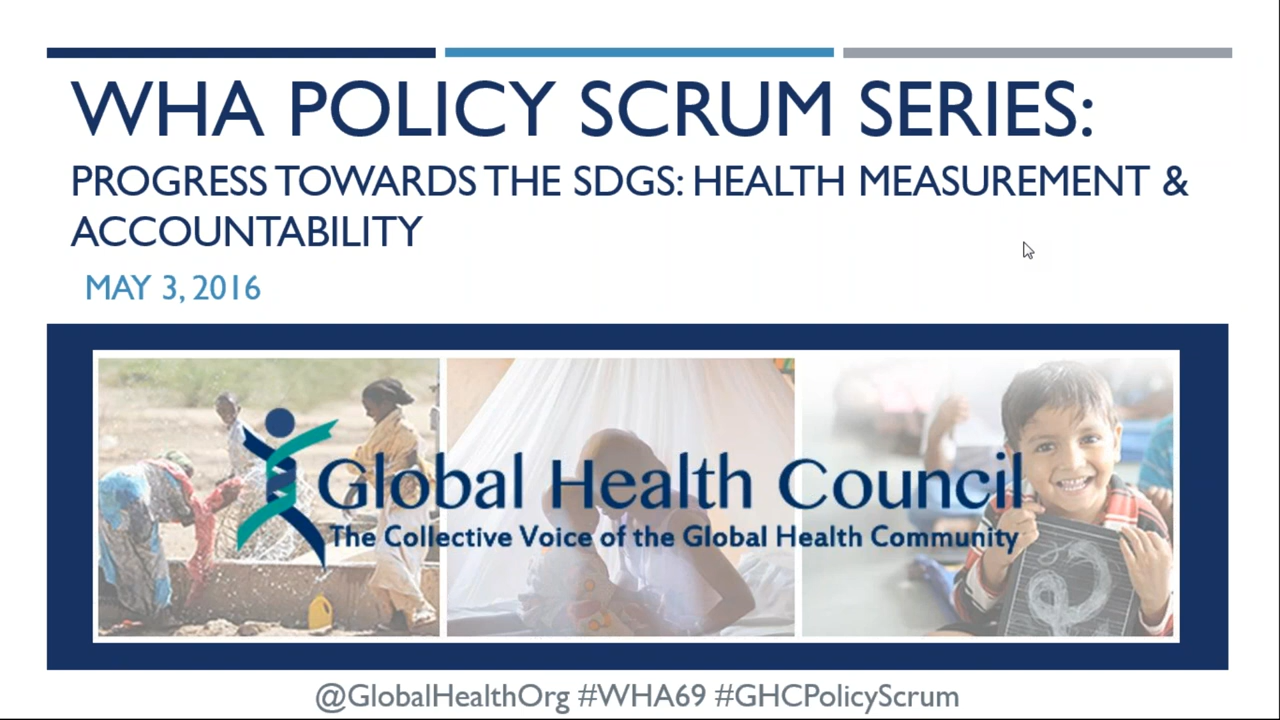 WHA POLICY SCRUM SERIES:
PROGRESS TOWARDS THE SDGS: HEALTH MEASUREMENT &
ACCOUNTABILITY
MAY 3, 2016
Global Health Council
The Collective Voice of the Global Health Community
@GlobalHealthOrg #WHA69 #GHCPolicyScrum